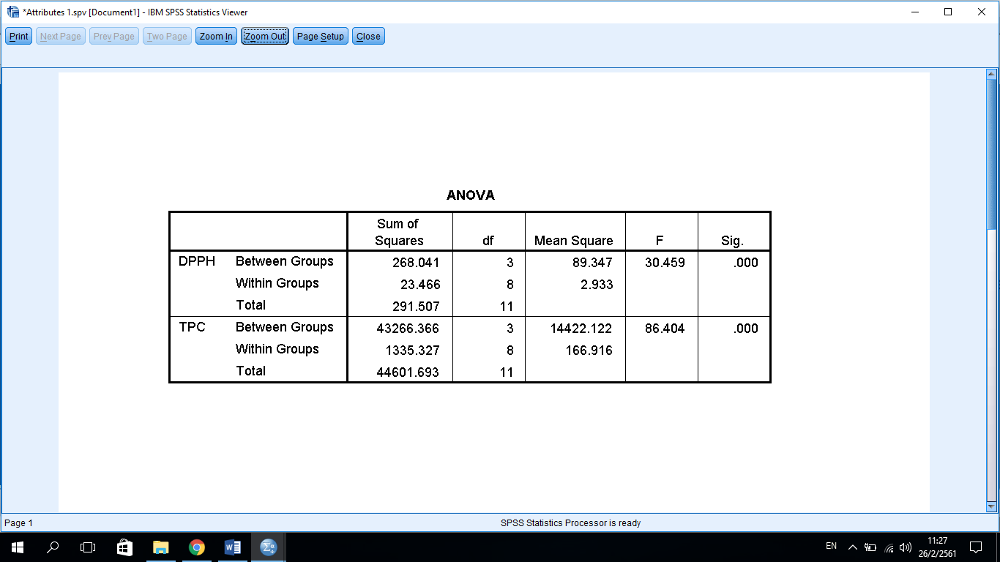 *Attributes 1.spv [Document1] - IBM SPSS Statistics Viewer
Print Next Page Prev Page Two Page Zoom In Zoom Out Page Setup Close
ANOVA
Sum of Squares df Mean Square F Sig.
DPPH Between Groups 268.041 3 89.347 30.459 .000
Within Groups 23.466 8 2.933
Total 291.507 11
TPC Between Groups 43266.366 3 14422.122 86.404 .000
Within Groups 1335.327 8 166.916
Total 44601.693 11
Page 1 SPSS Statistics Processor is ready
EN 11:27
26/2/2561